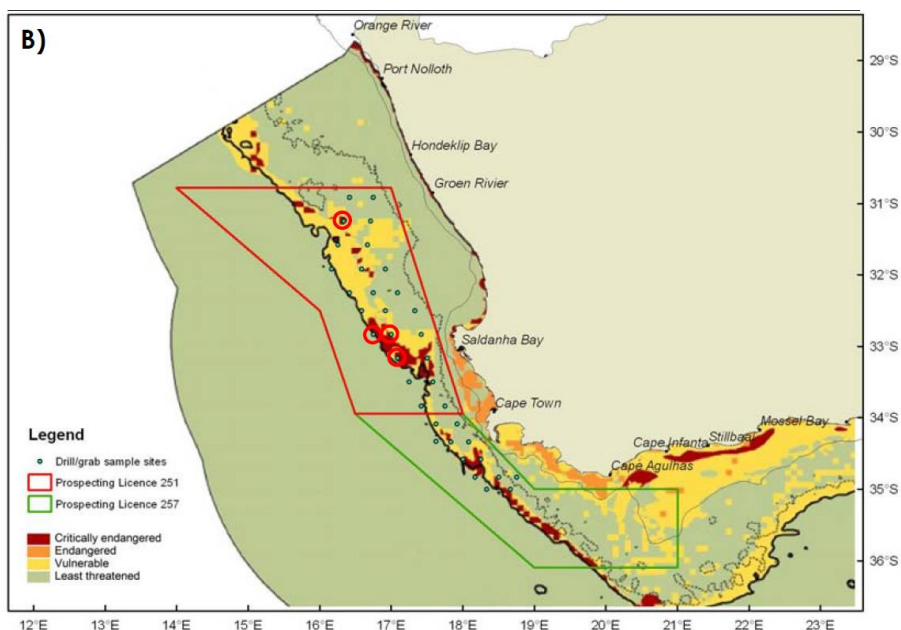 B)
Orange River
Port Nolloth
Hondeklip Bay
Groen Rivier
Saldanha Bay
Cape Town
Mossel Bay
Stillbaai
Cape Infanta
Cape Agulhas
29°S
30°S
31°S
32°S
33°S
34°S
35°S
36°S
Legend
Drill/grab sample sites
Prospecting Licence 251
Prospecting Licence 257
Critically endangered
Endangered
Vulnerable
Least threatened
12°E 13°E 14°E 15°E 16°E 17°E 18°E 19°E 20°E 21°E 22°E 23°E